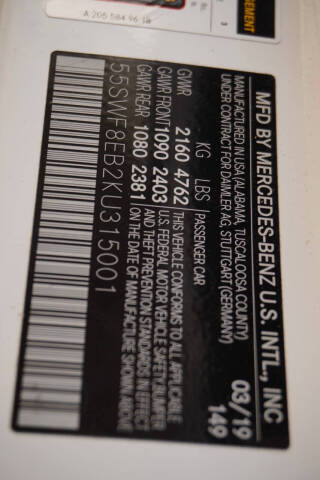 GEMENT
A 205 584 96 18
MFD BY MERCEDES-BENZ U.S. INTL., INC
MANUFACTURED IN USA (ALABAMA, TUSCALOOSA COUNTY)
UNDER CONTRACT FOR DAIMLER AG, STUTTGART (GERMANY)
03/19
149
KG LBS PASSENGER CAR
GVWR 2160 4762 THIS VEHICLE CONFORMS TO ALL APPLICABLE
GAWR FRONT 1090 2403 U.S. FEDERAL MOTOR VEHICLE SAFETY, BUMPER
GAWR REAR 1080 2381 AND THEFT PREVENTION STANDARDS IN EFFECT
ON THE DATE OF MANUFACTURE SHOWN ABOVE
55SWF8EB2KU315001